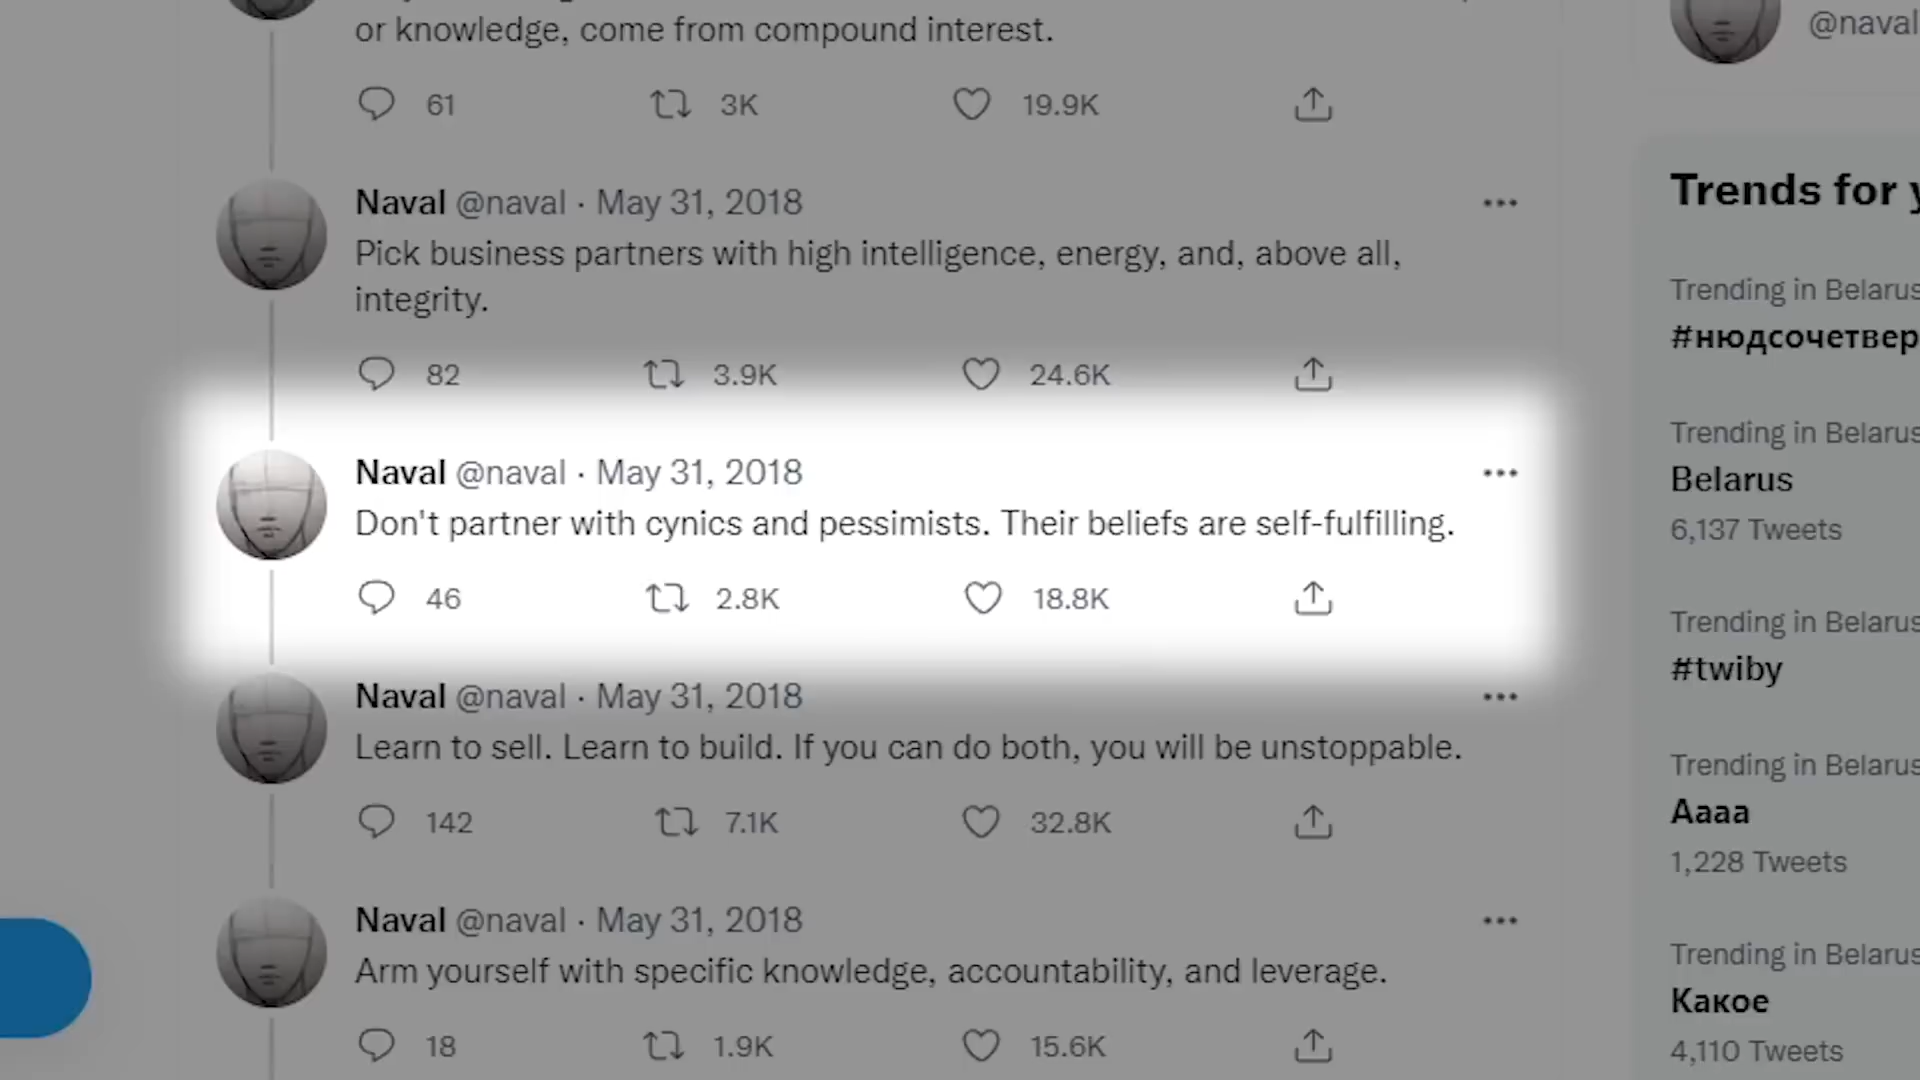 or knowledge, come from compound interest.
61 3K 19.9K
Naval @naval · May 31, 2018
Pick business partners with high intelligence, energy, and, above all,
integrity.
82 3.9K 24.6K
Naval @naval · May 31, 2018
Don't partner with cynics and pessimists. Their beliefs are self-fulfilling.
46 2.8K 18.8K
Naval @naval · May 31, 2018
Learn to sell. Learn to build. If you can do both, you will be unstoppable.
142 7.1K 32.8K
Naval @naval · May 31, 2018
Arm yourself with specific knowledge, accountability, and leverage.
18 1.9K 15.6K
@naval
Trends for
Trending in Belarus
#нюдсочетвер
Trending in Belarus
Belarus
6,137 Tweets
Trending in Belarus
#twiby
Trending in Belarus
Аааа
1,228 Tweets
Trending in Belarus
Какое
4,110 Tweets